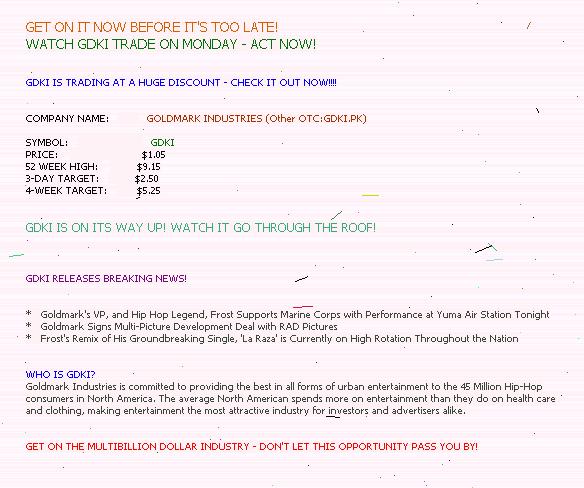 GET ON IT NOW BEFORE IT'S TOO LATE!
WATCH GDKI TRADE ON MONDAY - ACT NOW!
GDKI IS TRADING AT A HUGE DISCOUNT - CHECK IT OUT NOW!!!!
COMPANY NAME: GOLDMARK INDUSTRIES (Other OTC:GDKI.PK)
SYMBOL: GDKI
PRICE: $1.05
52 WEEK HIGH: $9.15
3-DAY TARGET: $2.50
4-WEEK TARGET: $5.25
GDKI IS ON ITS WAY UP! WATCH IT GO THROUGH THE ROOF!
GDKI RELEASES BREAKING NEWS!
* Goldmark's VP, and Hip Hop Legend, Frost Supports Marine Corps with Performance at Yuma Air Station Tonight
* Goldmark Signs Multi-Picture Development Deal with RAD Pictures
* Frost's Remix of His Groundbreaking Single, 'La Raza' is Currently on High Rotation Throughout the Nation
WHO IS GDKI?
Goldmark Industries is committed to providing the best in all forms of urban entertainment to the 45 Million Hip-Hop
consumers in North America. The average North American spends more on entertainment than they do on health care
and clothing, making entertainment the most attractive industry for investors and advertisers alike.
GET ON THE MULTIBILLION DOLLAR INDUSTRY - DON'T LET THIS OPPORTUNITY PASS YOU BY!